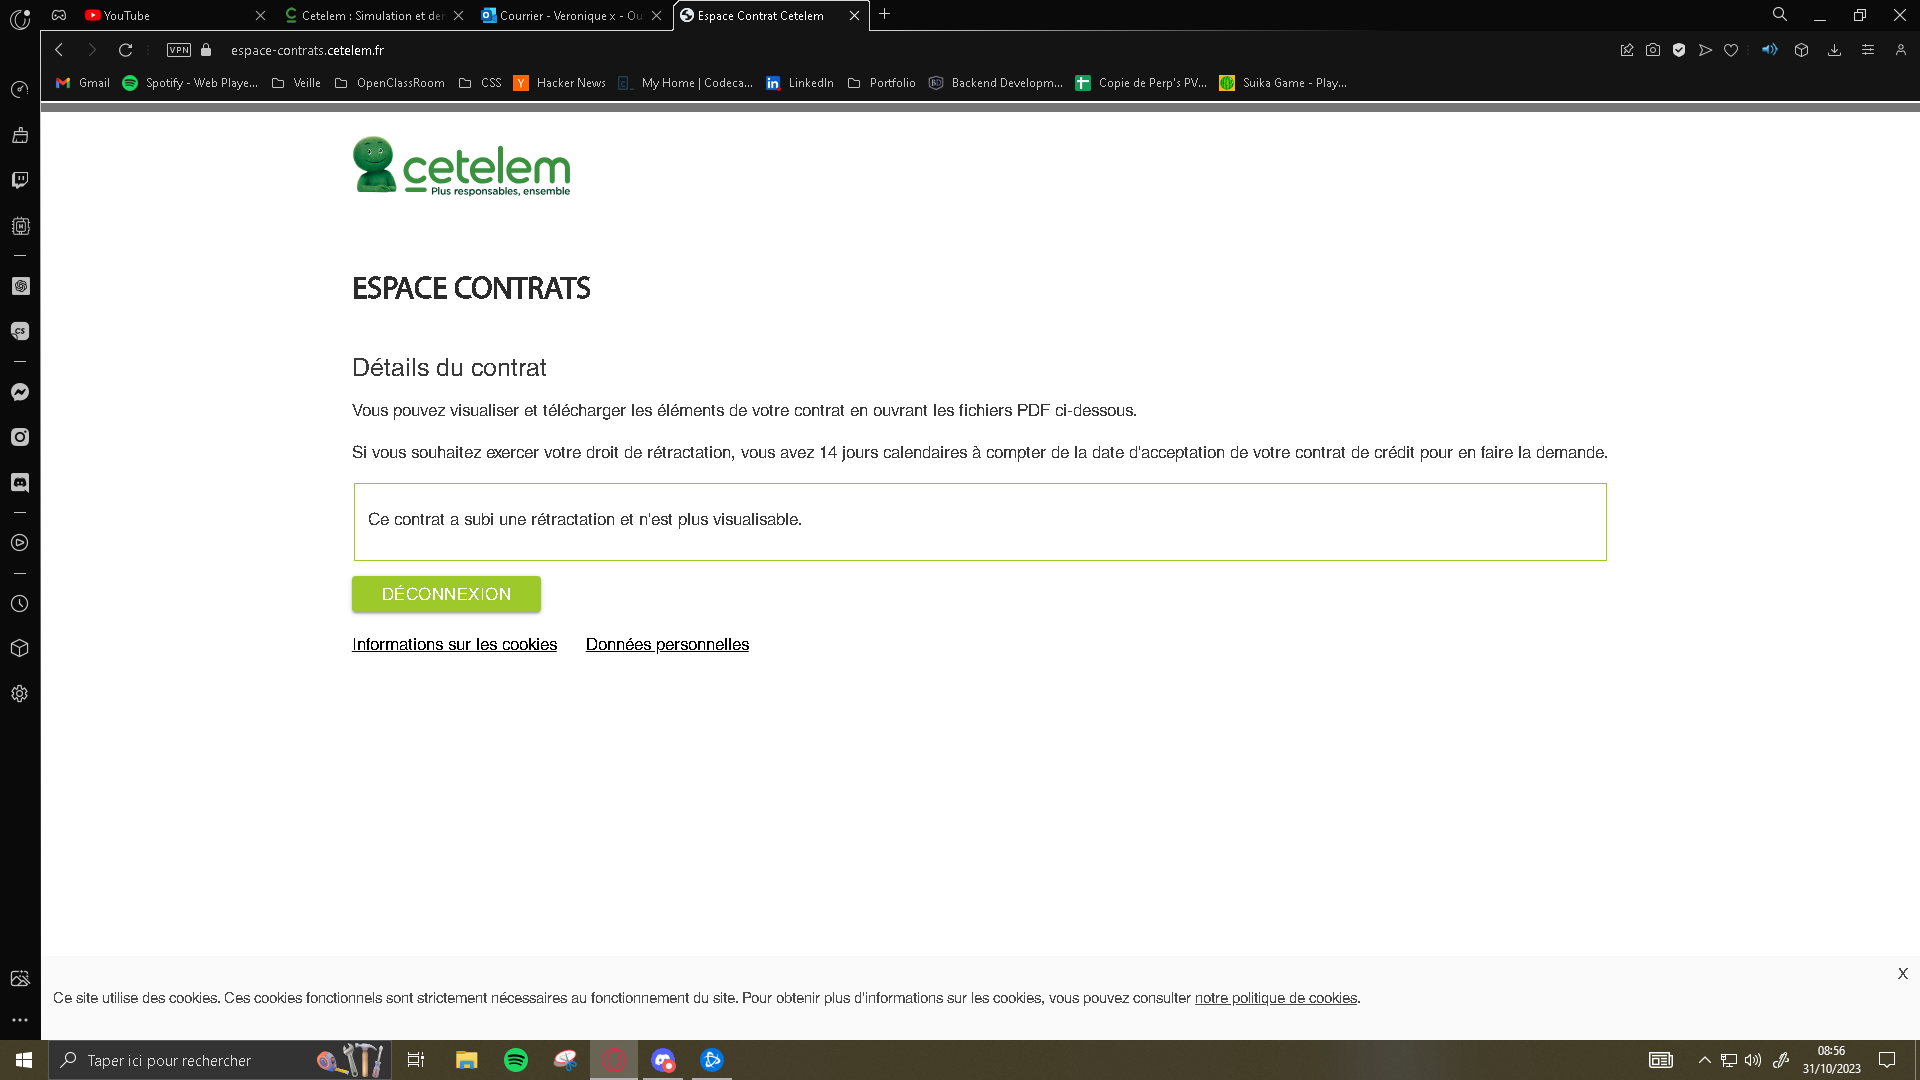 YouTube
Cetelem : Simulation et der
Courrier - Veronique x - Ou
Espace Contrat Cetelem
VPN
espace-contrats.cetelem.fr
Gmail
Spotify - Web Playe...
Veille
OpenClassRoom
CSS
Hacker News
My Home | Codeca...
LinkedIn
Portfolio
Backend Developm...
Copie de Perp's PV...
Suika Game - Play...
cetelem
Plus responsables, ensemble
ESPACE CONTRATS
Détails du contrat
Vous pouvez visualiser et télécharger les éléments de votre contrat en ouvrant les fichiers PDF ci-dessous.
Si vous souhaitez exercer votre droit de rétractation, vous avez 14 jours calendaires à compter de la date d'acceptation de votre contrat de crédit pour en faire la demande.
Ce contrat a subi une rétractation et n'est plus visualisable.
DÉCONNEXION
Informations sur les cookies
Données personnelles
X
Ce site utilise des cookies. Ces cookies fonctionnels sont strictement nécessaires au fonctionnement du site. Pour obtenir plus d'informations sur les cookies, vous pouvez consulter notre politique de cookies.
Taper ici pour rechercher
08:56
31/10/2023